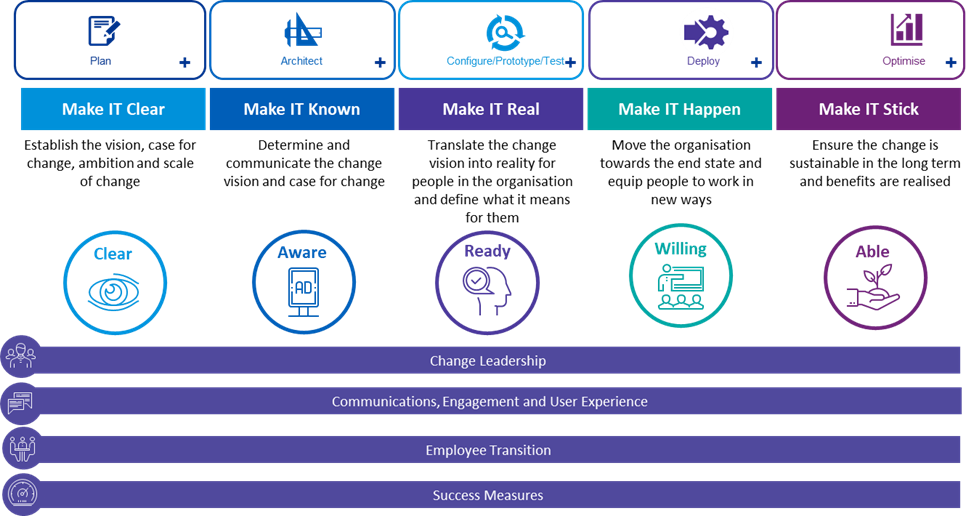 Plan
+
Architect
+
Configure/Prototype/Test
+
Deploy
+
Optimise
+
Make IT Clear
Make IT Known
Make IT Real
Make IT Happen
Make IT Stick
Establish the vision, case for
change, ambition and scale
of change
Determine and
communicate the change
vision and case for change
Translate the change
vision into reality for
people in the organisation
and define what it means
for them
Move the organisation
towards the end state and
equip people to work in
new ways
Ensure the change is
sustainable in the long term
and benefits are realised
Clear
Aware
AD
Ready
Willing
Able
Change Leadership
Communications, Engagement and User Experience
Employee Transition
Success Measures